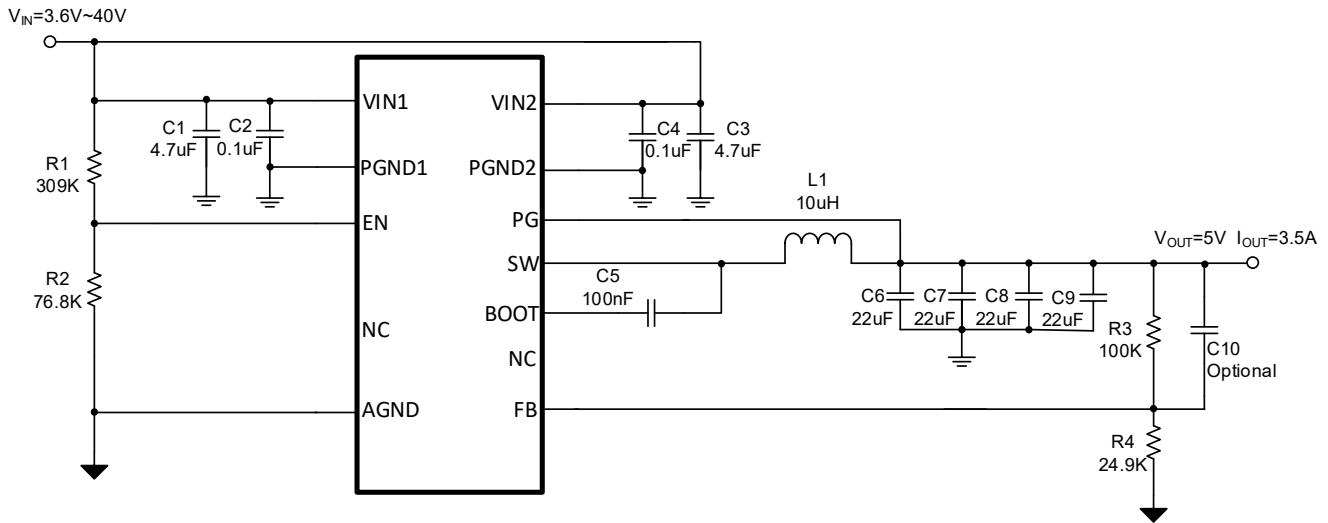 VIN=3.6V~40V
VIN1
VIN2
C1
4.7uF
C2
0.1uF
C4
0.1uF
C3
4.7uF
R1
309K
PGND1
PGND2
L1
10uH
EN
PG
VOUT=5V IOUT=3.5A
SW
R2
76.8K
C5
100nF
C6
22uF
C7
22uF
C8
22uF
C9
22uF
BOOT
NC
R3
100K
NC
C10
Optional
AGND
FB
R4
24.9K